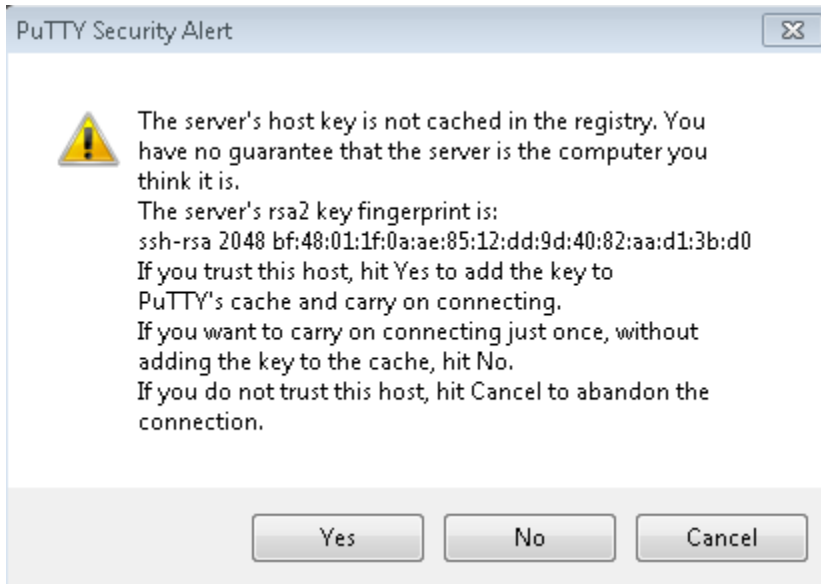 PuTTY Security Alert
The server's host key is not cached in the registry. You
have no guarantee that the server is the computer you
think it is.
The server's rsa2 key fingerprint is:
ssh-rsa 2048 bf:48:01:1f:0a:ae:85:12:dd:9d:40:82:aa:d1:3b:d0
If you trust this host, hit Yes to add the key to
PuTTY's cache and carry on connecting.
If you want to carry on connecting just once, without
adding the key to the cache, hit No.
If you do not trust this host, hit Cancel to abandon the
connection.
Yes No Cancel